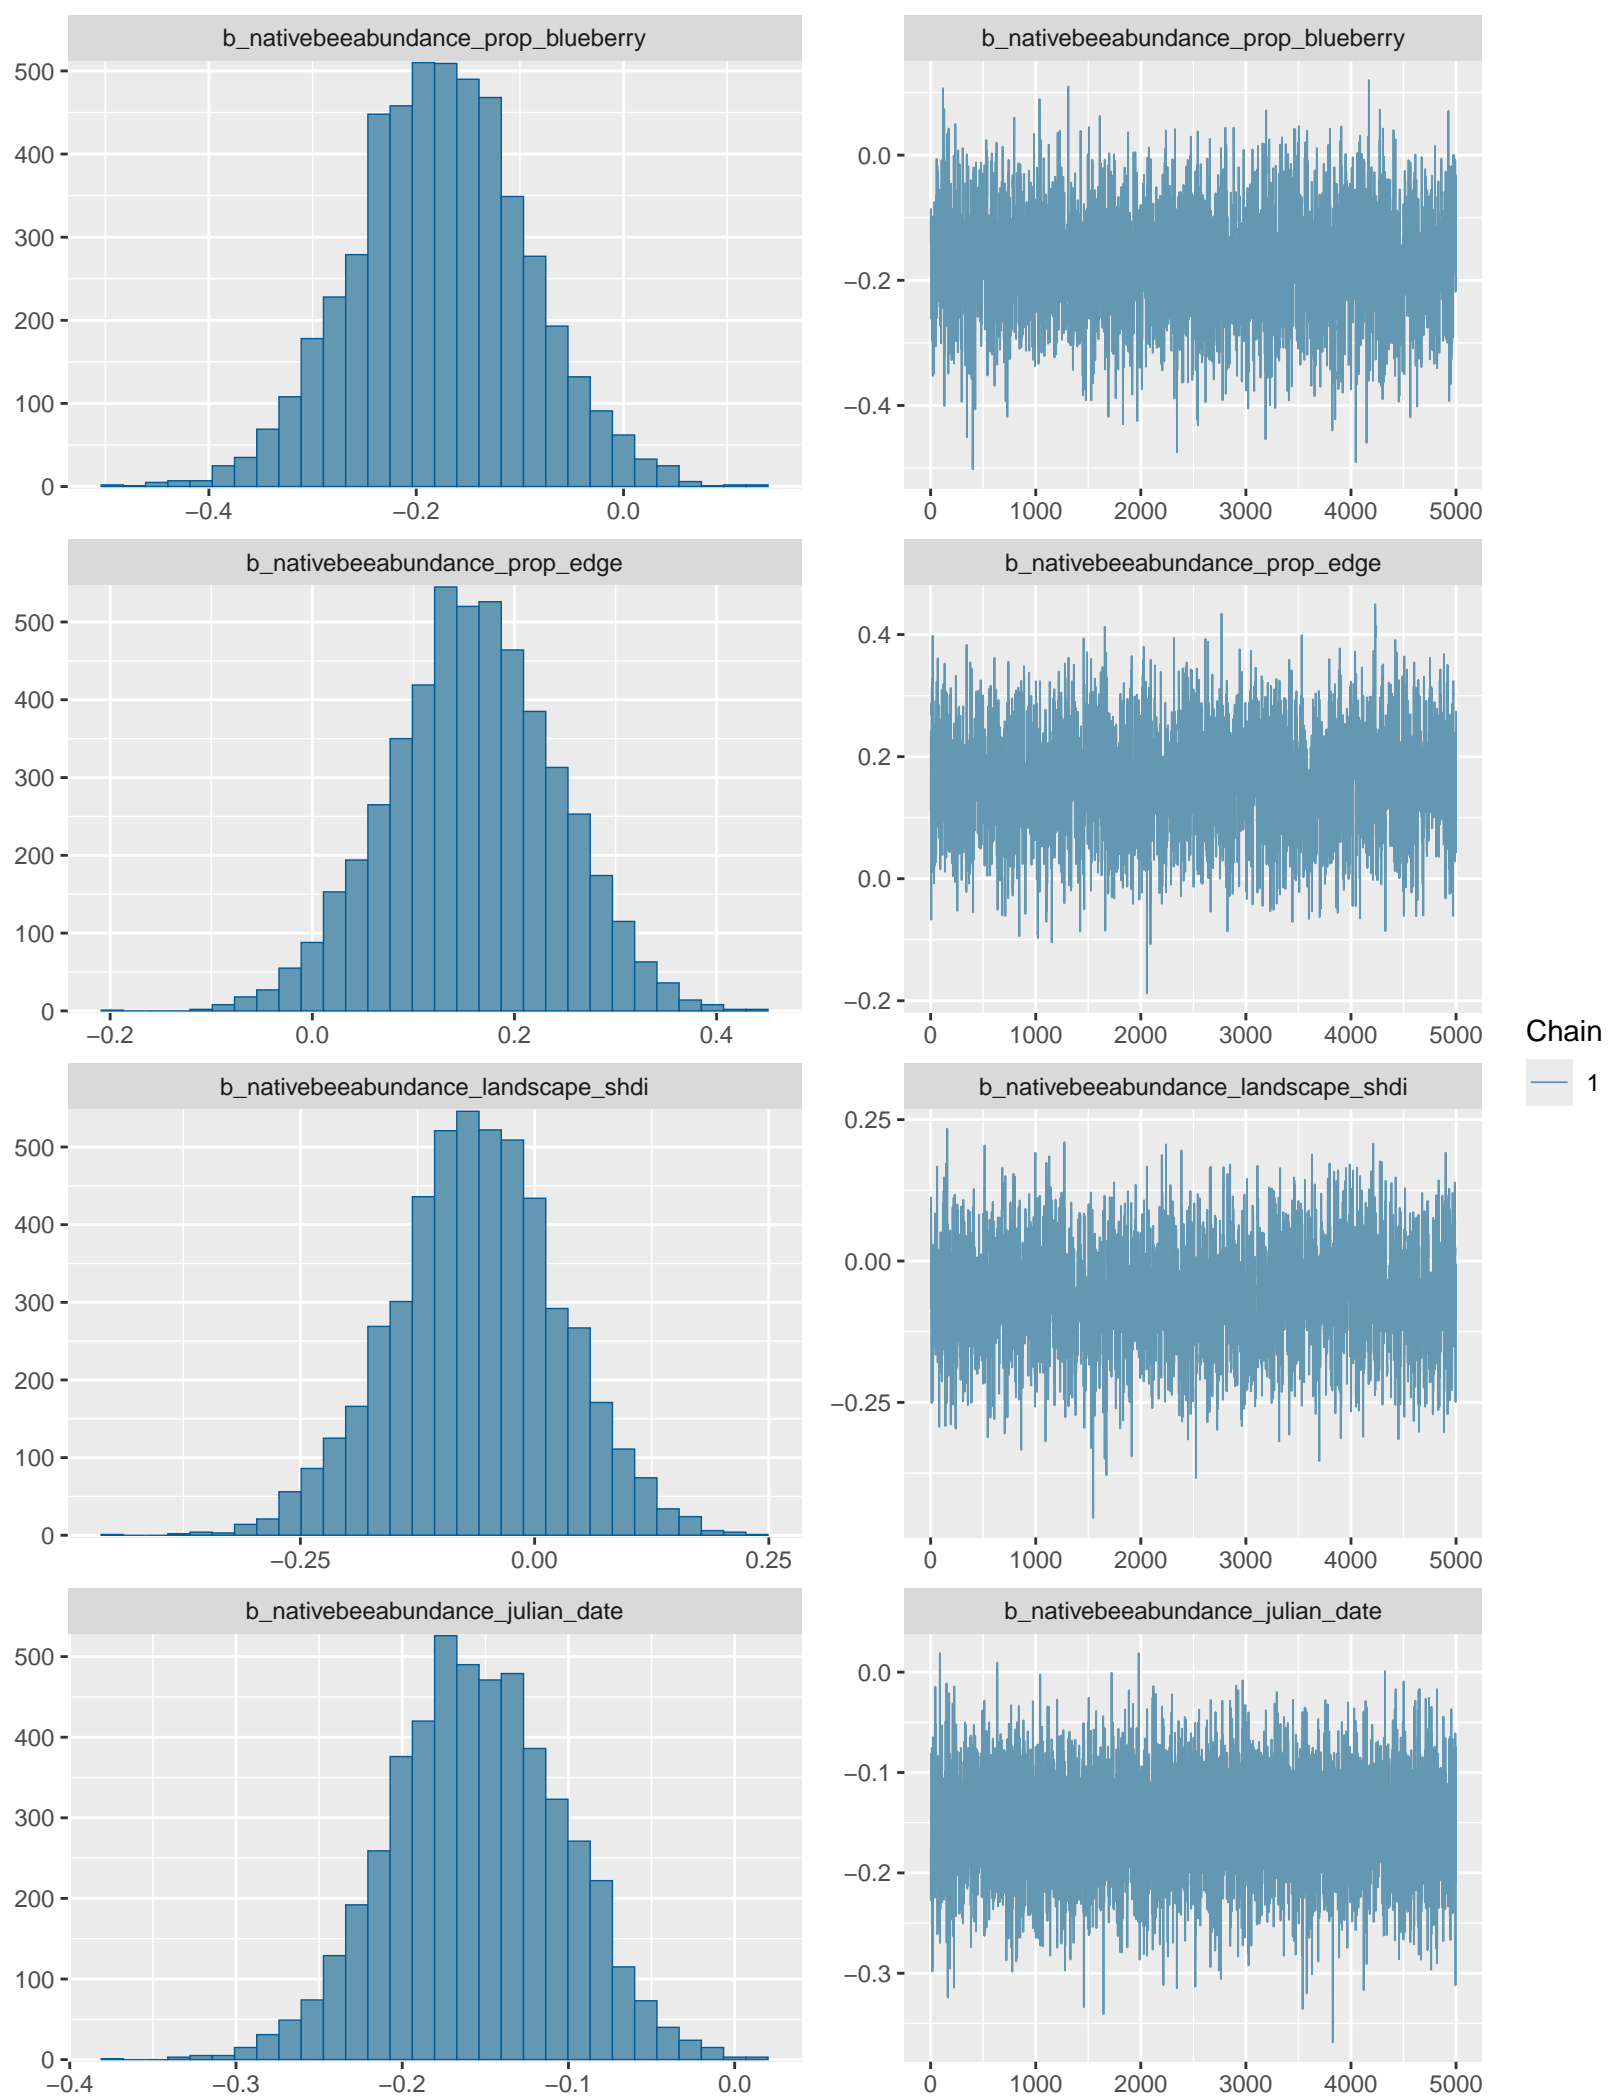 b_nativebeeabundance_prop_blueberry
500
400
300
200
100
0
−0.4 −0.2 0.0
b_nativebeeabundance_prop_blueberry
0.0
−0.2
−0.4
0 1000 2000 3000 4000 5000
b_nativebeeabundance_prop_edge
500
400
300
200
100
0
−0.2 0.0 0.2 0.4
b_nativebeeabundance_prop_edge
0.4
0.2
0.0
−0.2
0 1000 2000 3000 4000 5000
b_nativebeeabundance_landscape_shdi
500
400
300
200
100
0
−0.25 0.00 0.25
b_nativebeeabundance_landscape_shdi
0.25
0.00
−0.25
0 1000 2000 3000 4000 5000
b_nativebeeabundance_julian_date
500
400
300
200
100
0
−0.4 −0.3 −0.2 −0.1 0.0
b_nativebeeabundance_julian_date
0.0
−0.1
−0.2
−0.3
0 1000 2000 3000 4000 5000
Chain
1